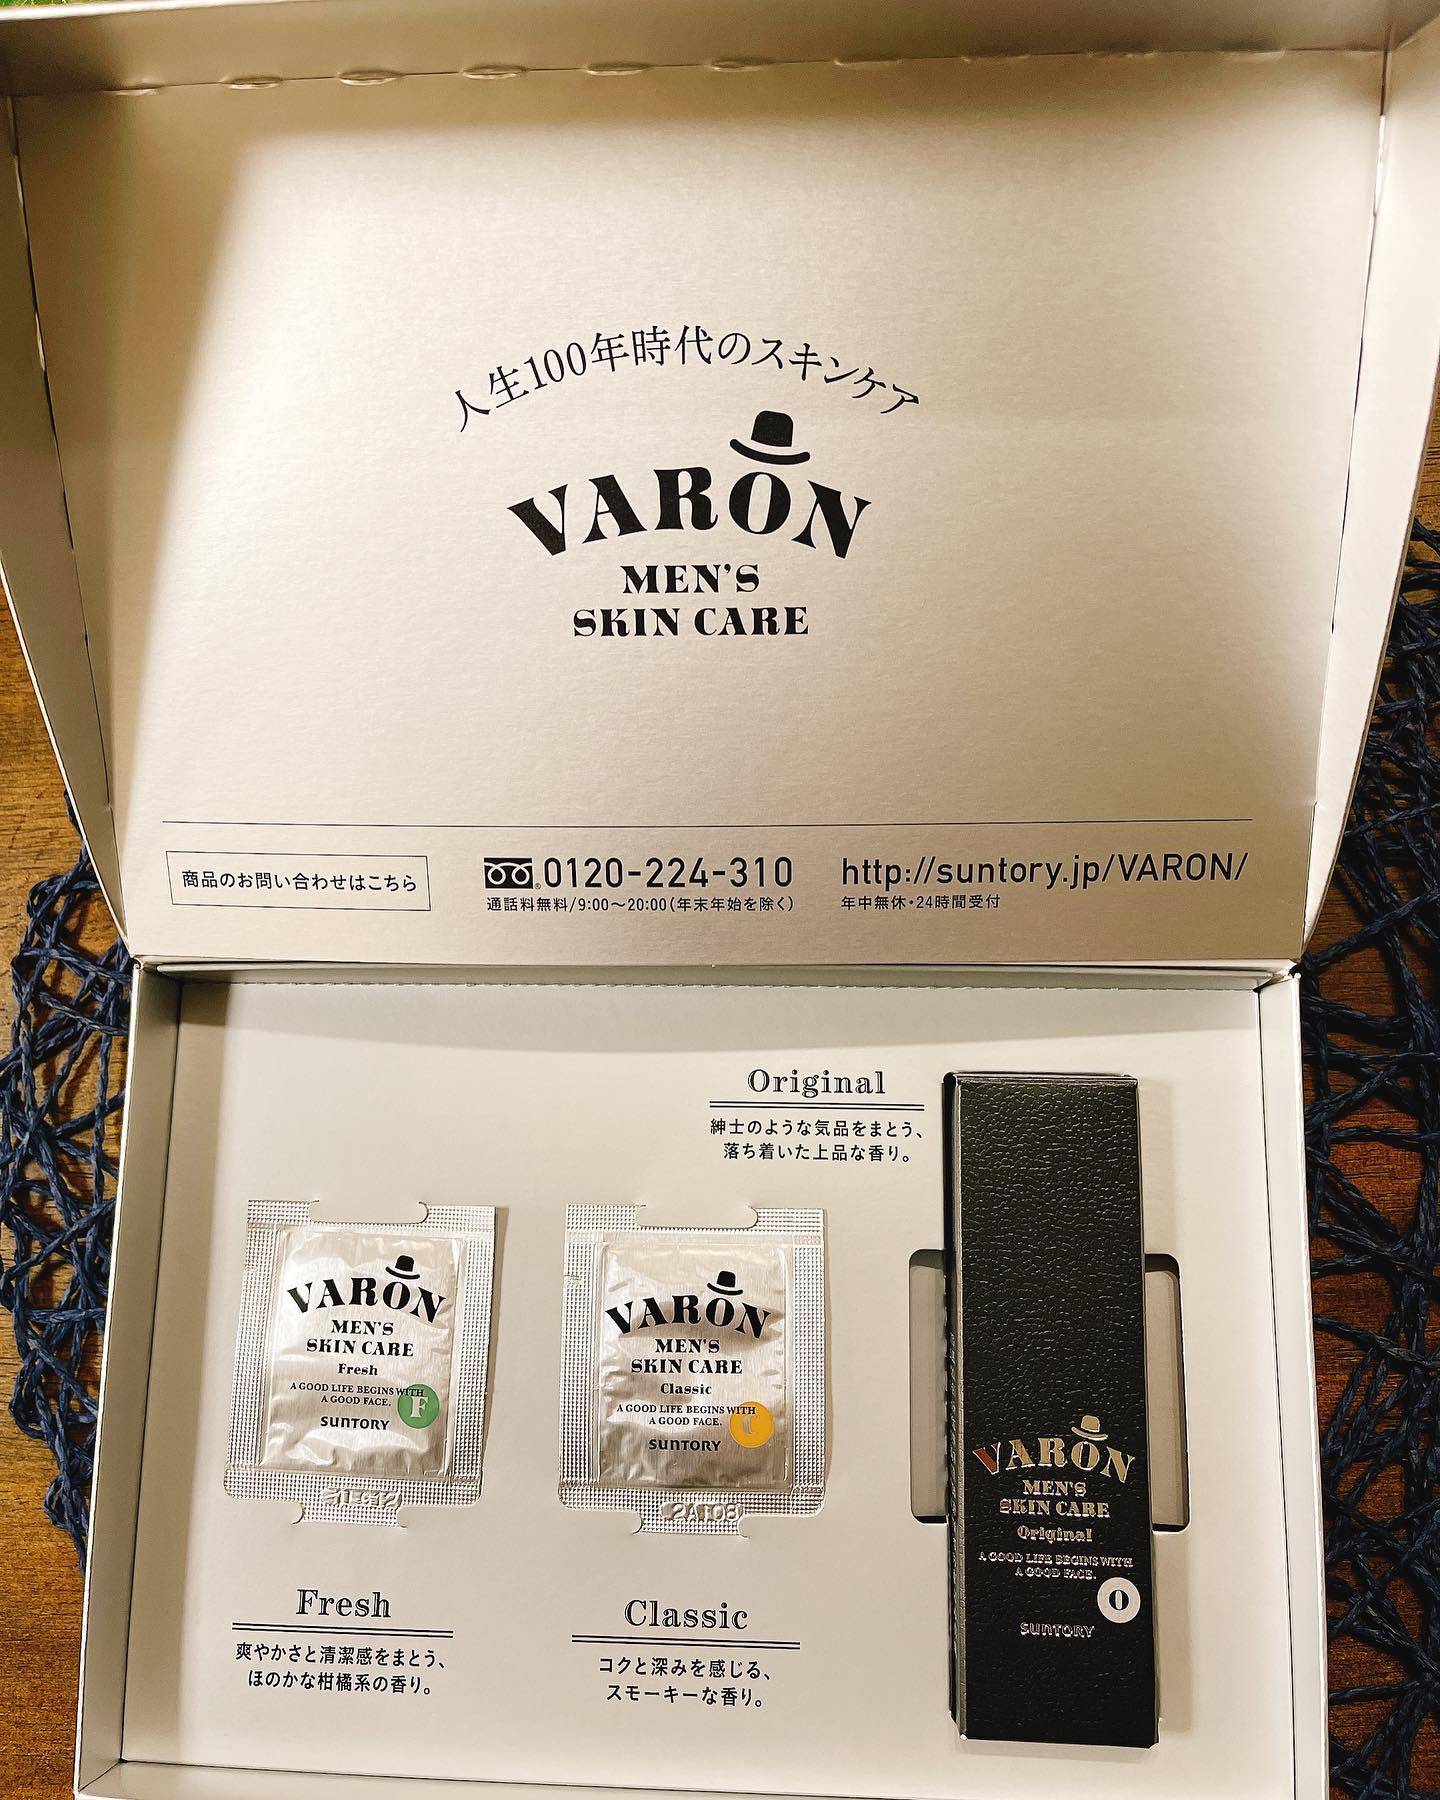 人生100年時代のスキンケア
VARON
MEN'S
SKIN CARE
商品のお問い合わせはこちら
0120-224-310
通話料無料/9:00〜20:00(年末年始を除く)
http://suntory.jp/VARON/
年中無休・24時間受付
Original
紳士のような気品をまとう、
落ち着いた上品な香り。
VARON
MEN'S
SKIN CARE
Fresh
A GOOD LIFE BEGINS WITH
A GOOD FACE.
F
SUNTORY
Fresh
爽やかさと清潔感をまとう、
ほのかな柑橘系の香り。
VARON
MEN'S
SKIN CARE
Classic
A GOOD LIFE BEGINS WITH
A GOOD FACE.
C
SUNTORY
2AT08
Classic
コクと深みを感じる、
スモーキーな香り。
VARON
MEN'S
SKIN CARE
Original
A GOOD LIFE BEGINS WITH
A GOOD FACE.
O
SUNTORY